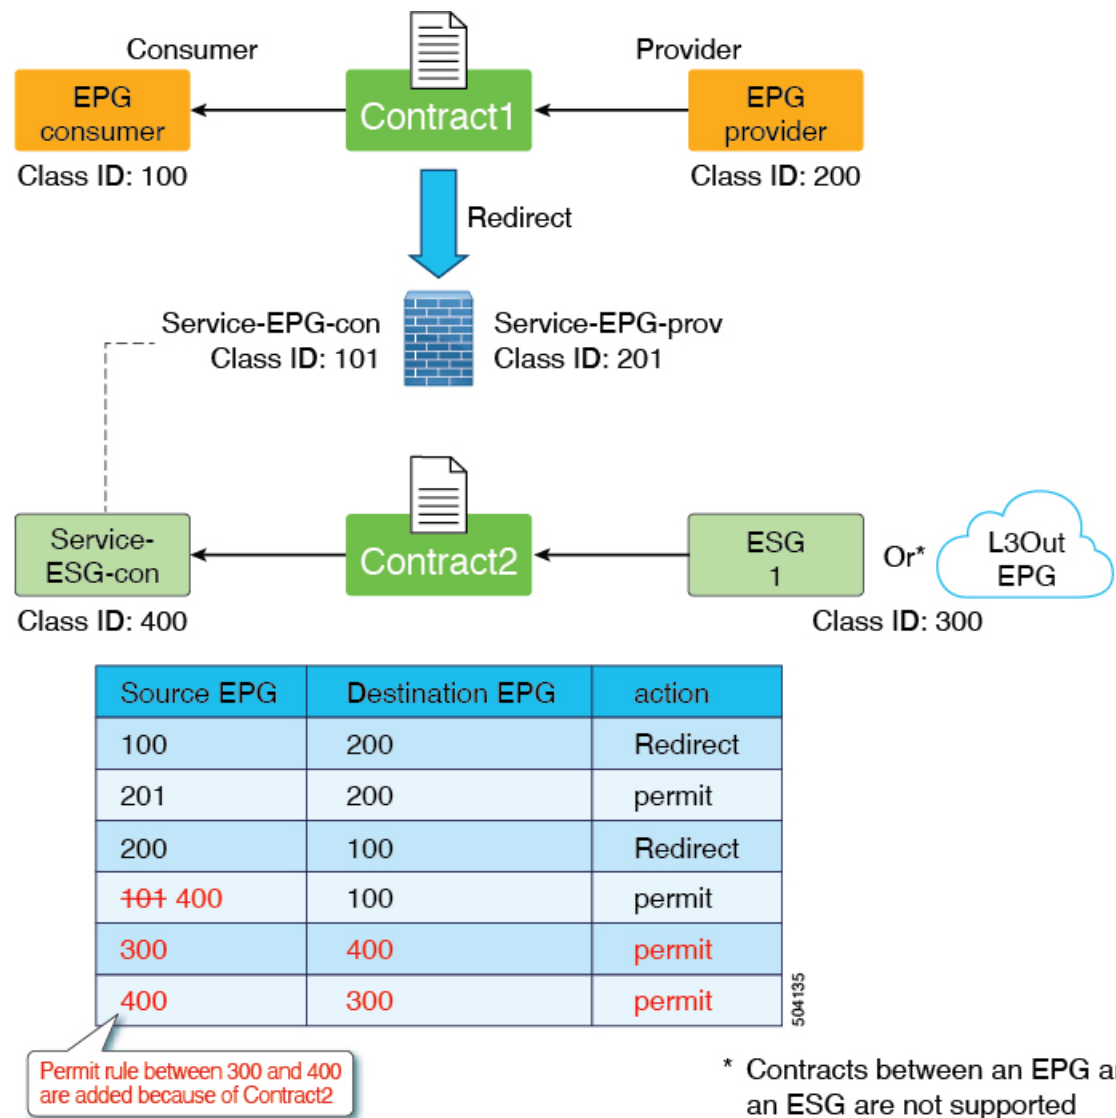 Consumer
Provider
EPG
consumer
Contract1
EPG
provider
Class ID: 100
Class ID: 200
Redirect
Service-EPG-con
Class ID: 101
Service-EPG-prov
Class ID: 201
Service-
ESG-con
Contract2
ESG
1
Or*
L3Out
EPG
Class ID: 400
Class ID: 300
Source EPG Destination EPG action
100 200 Redirect
201 200 permit
200 100 Redirect
101 400 100 permit
300 400 permit
400 300 permit
504135
Permit rule between 300 and 400
are added because of Contract2
* Contracts between an EPG
an ESG are not supported